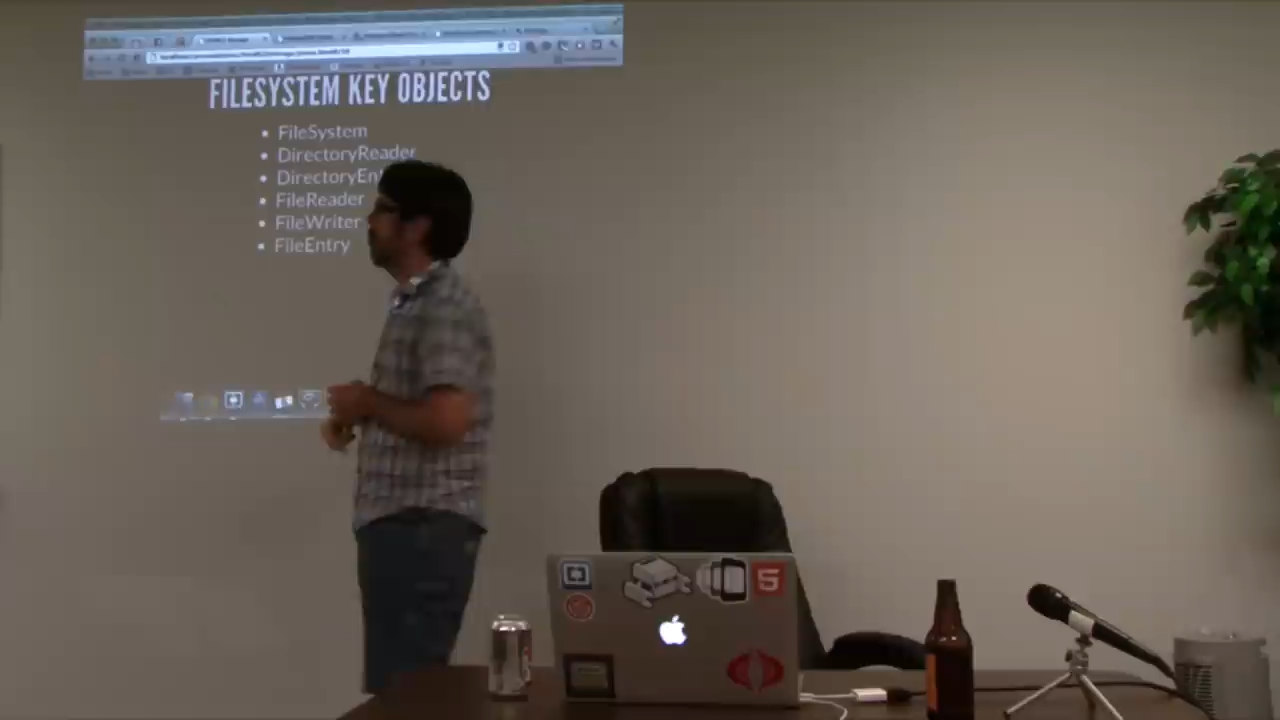 FILESYSTEM KEY OBJECTS
FileSystem
DirectoryReader
FileReader
FileWriter
FileEntry
5